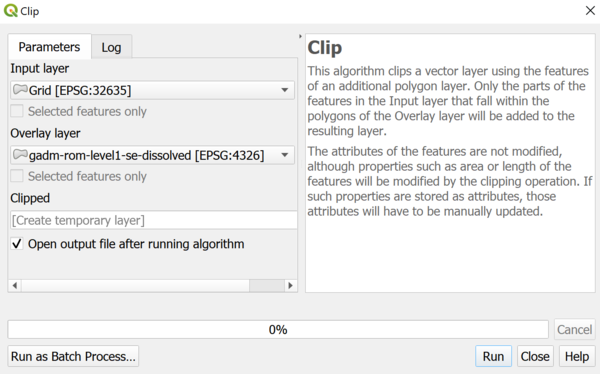 Clip
Parameters
Log
Input layer
Grid [EPSG:32635]
Selected features only
Overlay layer
gadm-rom-level1-se-dissolved [EPSG:4326]
Selected features only
Clipped
[Create temporary layer]
Open output file after running algorithm
Clip
This algorithm clips a vector layer using the features
of an additional polygon layer. Only the parts of the
features in the Input layer that fall within the
polygons of the Overlay layer will be added to the
resulting layer.
The attributes of the features are not modified,
although properties such as area or length of the
features will be modified by the clipping operation. If
such properties are stored as attributes, those
attributes will have to be manually updated.
0%
Cancel
Run as Batch Process...
Run
Close
Help